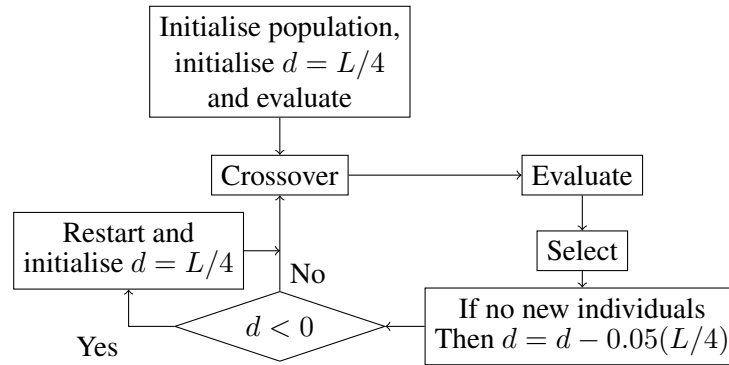 Initialise population,
initialise d = L/4
and evaluate
Crossover
Evaluate
Select
If no new individuals
Then d = d − 0.05(L/4)
d < 0
No
Yes
Restart and
initialise d = L/4